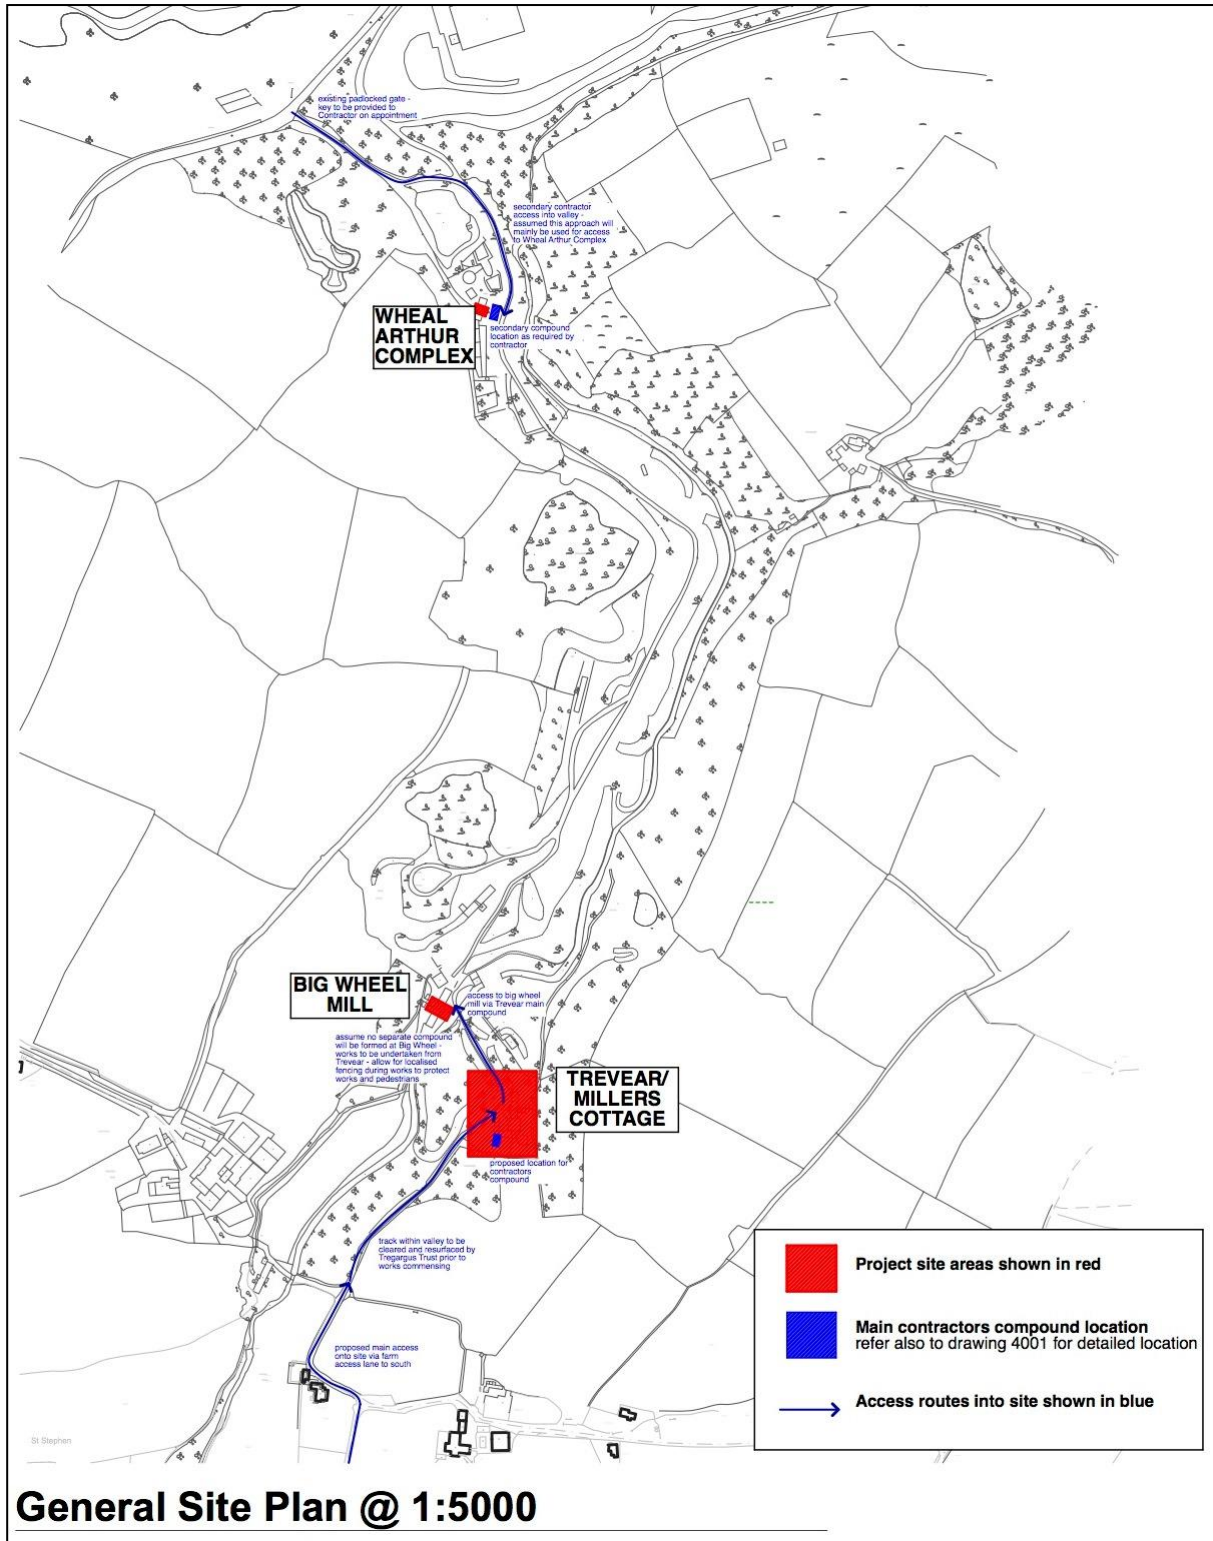 existing padlocked gate -
key to be provided to
Contractor on appointment
secondary contractor
access into valley -
assumed this approach will
mainly be used for access
to Wheal Arthur Complex
WHEAL
ARTHUR
COMPLEX
secondary compound
location as required by
contractor
BIG WHEEL
MILL
access to big wheel
mill via Trevear main
compound
assume no separate compound
will be formed at Big Wheel -
works to be undertaken from
Trevear - allow for localised
fencing during works to protect
works and pedestrians
TREVEAR/
MILLERS
COTTAGE
proposed location for
contractors
compound
track within valley to be
cleared and resurfaced by
Tregargus Trust prior to
works commensing
proposed main access
onto site via farm
access lane to south
Project site areas shown in red
Main contractors compound location
refer also to drawing 4001 for detailed location
Access routes into site shown in blue
St Stephen
General Site Plan @ 1:5000